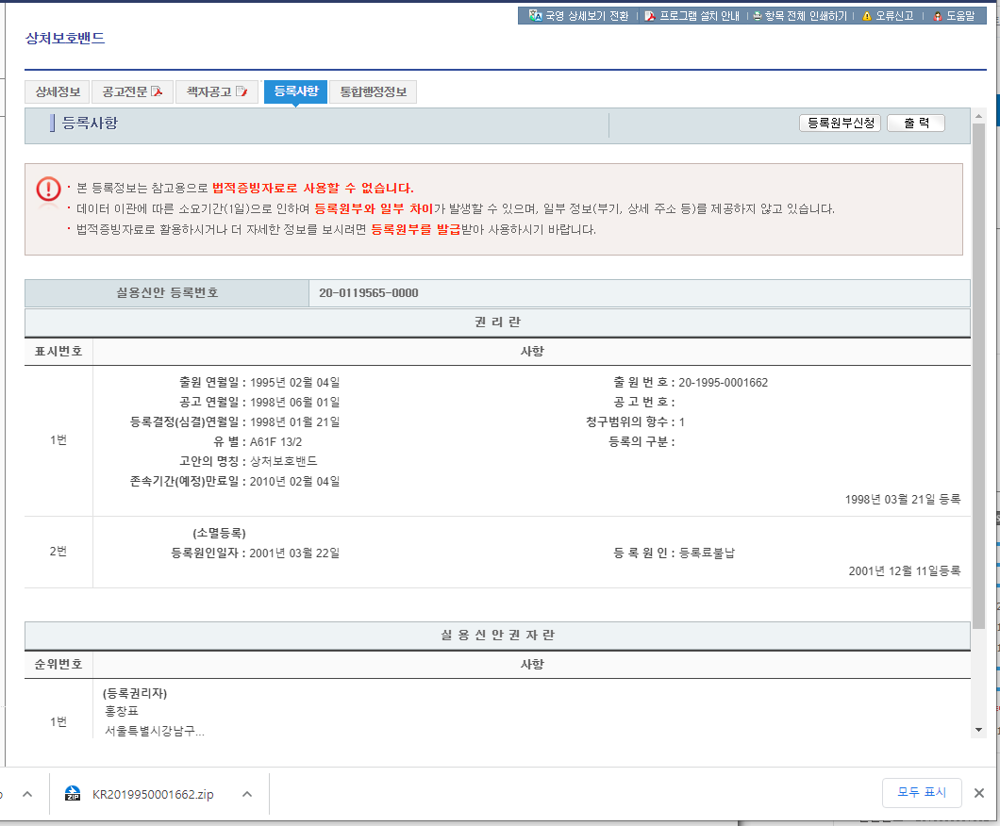 국영 상세보기 전환 | 프로그램 설치 안내 | 항목 전체 인쇄하기 | 오류신고 | 도움말
상처보호밴드
상세정보 공고전문 책자공고 등록사항 통합행정정보
등록사항 등록원부신청 출 력
· 본 등록정보는 참고용으로 법적증빙자료로 사용할 수 없습니다.
· 데이터 이관에 따른 소요기간(1일)으로 인하여 등록원부와 일부 차이가 발생할 수 있으며, 일부 정보(부기, 상세 주소 등)를 제공하지 않고 있습니다.
· 법적증빙자료로 활용하시거나 더 자세한 정보를 보시려면 등록원부를 발급받아 사용하시기 바랍니다.
실용신안 등록번호 20-0119565-0000
권 리 란
표시번호 사항
출원 연월일 : 1995년 02월 04일 출 원 번 호 : 20-1995-0001662
공고 연월일 : 1998년 06월 01일 공 고 번 호 :
등록결정(심결)연월일 : 1998년 01월 21일 청구범위의 항수 : 1
1번 유 별 : A61F 13/2 등록의 구분 :
고안의 명칭 : 상처보호밴드
존속기간(예정)만료일 : 2010년 02월 04일
1998년 03월 21일 등록
(소멸등록)
2번 등록원인일자 : 2001년 03월 22일 등 록 원 인 : 등록료불납
2001년 12월 11일등록
실 용 신 안 권 자 란
순위번호 사항
(등록권리자)
홍창표
1번
서울특별시강남구...
KR2019950001662.zip 모두 표시